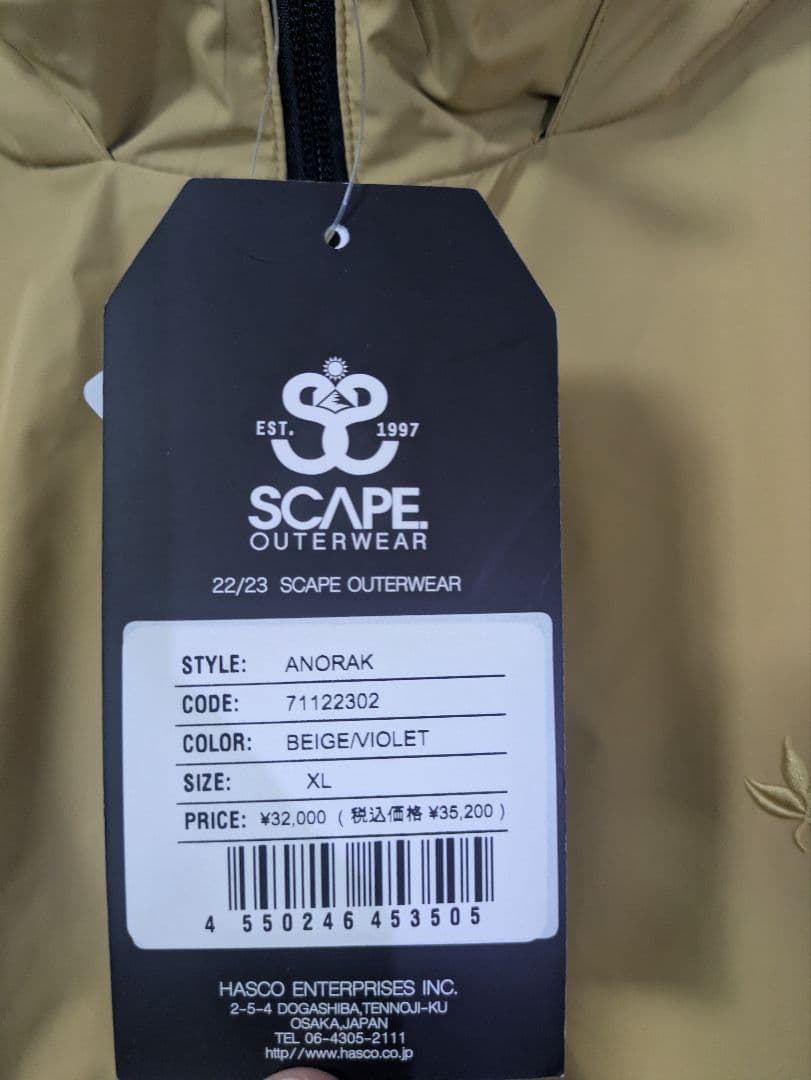 EST. 1997
SCAPE.
OUTERWEAR
22/23 SCAPE OUTERWEAR
STYLE: ANORAK
CODE: 71122302
COLOR: BEIGE/VIOLET
SIZE: XL
PRICE: ¥32,000 ( 税込価格 ¥35,200 )
4 550246 453505
HASCO ENTERPRISES INC.
2-5-4 DOGASHIBA,TENNOJI-KU
OSAKA,JAPAN
TEL 06-4305-2111
http//www.hasco.co.jp